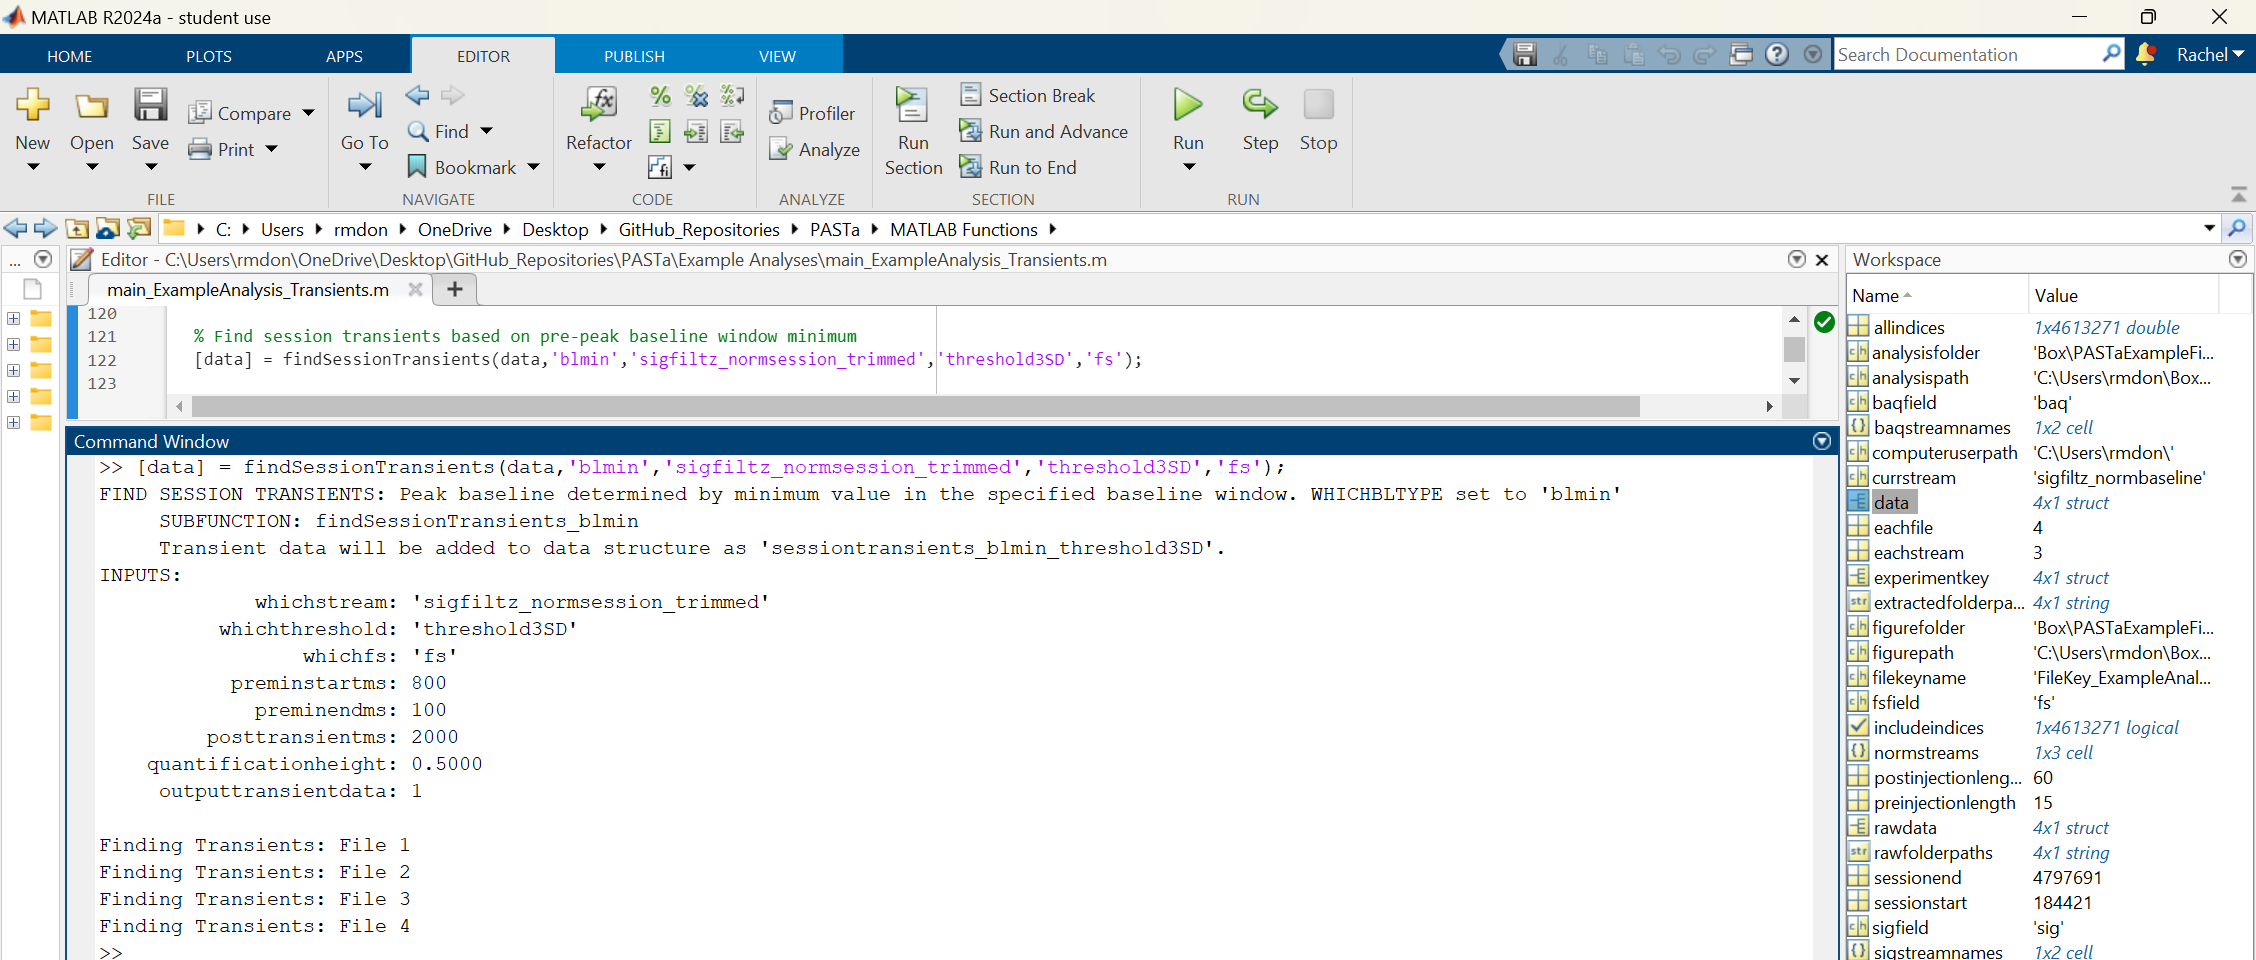 MATLAB R2024a - student use
HOME PLOTS APPS EDITOR PUBLISH VIEW
Search Documentation
Rachel
New Open Save Compare Print
Go To Find Bookmark
Refactor
Profiler Analyze
Run Section
Section Break
Run and Advance
Run to End
Run Step Stop
FILE NAVIGATE CODE ANALYZE SECTION RUN
C: Users rmdon OneDrive Desktop GitHub_Repositories PASTa MATLAB Functions
...
Editor - C:\Users\rmdon\OneDrive\Desktop\GitHub_Repositories\PASTa\Example Analyses\main_ExampleAnalysis_Transients.m
main_ExampleAnalysis_Transients.m
120
121 % Find session transients based on pre-peak baseline window minimum
122 [data] = findSessionTransients(data,'blmin','sigfiltz_normsession_trimmed','threshold3SD','fs');
123
Command Window
>> [data] = findSessionTransients(data,'blmin','sigfiltz_normsession_trimmed','threshold3SD','fs');
FIND SESSION TRANSIENTS: Peak baseline determined by minimum value in the specified baseline window. WHICHBLTYPE set to 'blmin'
SUBFUNCTION: findSessionTransients_blmin
Transient data will be added to data structure as 'sessiontransients_blmin_threshold3SD'.
INPUTS:
whichstream: 'sigfiltz_normsession_trimmed'
whichthreshold: 'threshold3SD'
whichfs: 'fs'
preminstartms: 800
preminendms: 100
posttransientms: 2000
quantificationheight: 0.5000
outputtransientdata: 1
Finding Transients: File 1
Finding Transients: File 2
Finding Transients: File 3
Finding Transients: File 4
>>
Workspace
Name Value
allindices 1x4613271 double
analysisfolder 'Box\PASTaExampleFi...
analysispath 'C:\Users\rmdon\Box...
baqfield 'baq'
baqstreamnames 1x2 cell
computeruserpath 'C:\Users\rmdon\'
currstream 'sigfiltz_normbaseline'
data 4x1 struct
eachfile 4
eachstream 3
experimentkey 4x1 struct
extractedfolderpa... 4x1 string
figurefolder 'Box\PASTaExampleFi...
figurepath 'C:\Users\rmdon\Box...
filekeyname 'FileKey_ExampleAnal...
fsfield 'fs'
includeindices 1x4613271 logical
normstreams 1x3 cell
postinjectionleng... 60
preinjectionlength 15
rawdata 4x1 struct
rawfolderpaths 4x1 string
sessionend 4797691
sessionstart 184421
sigfield 'sig'
sigstreamnames 1x2 cell